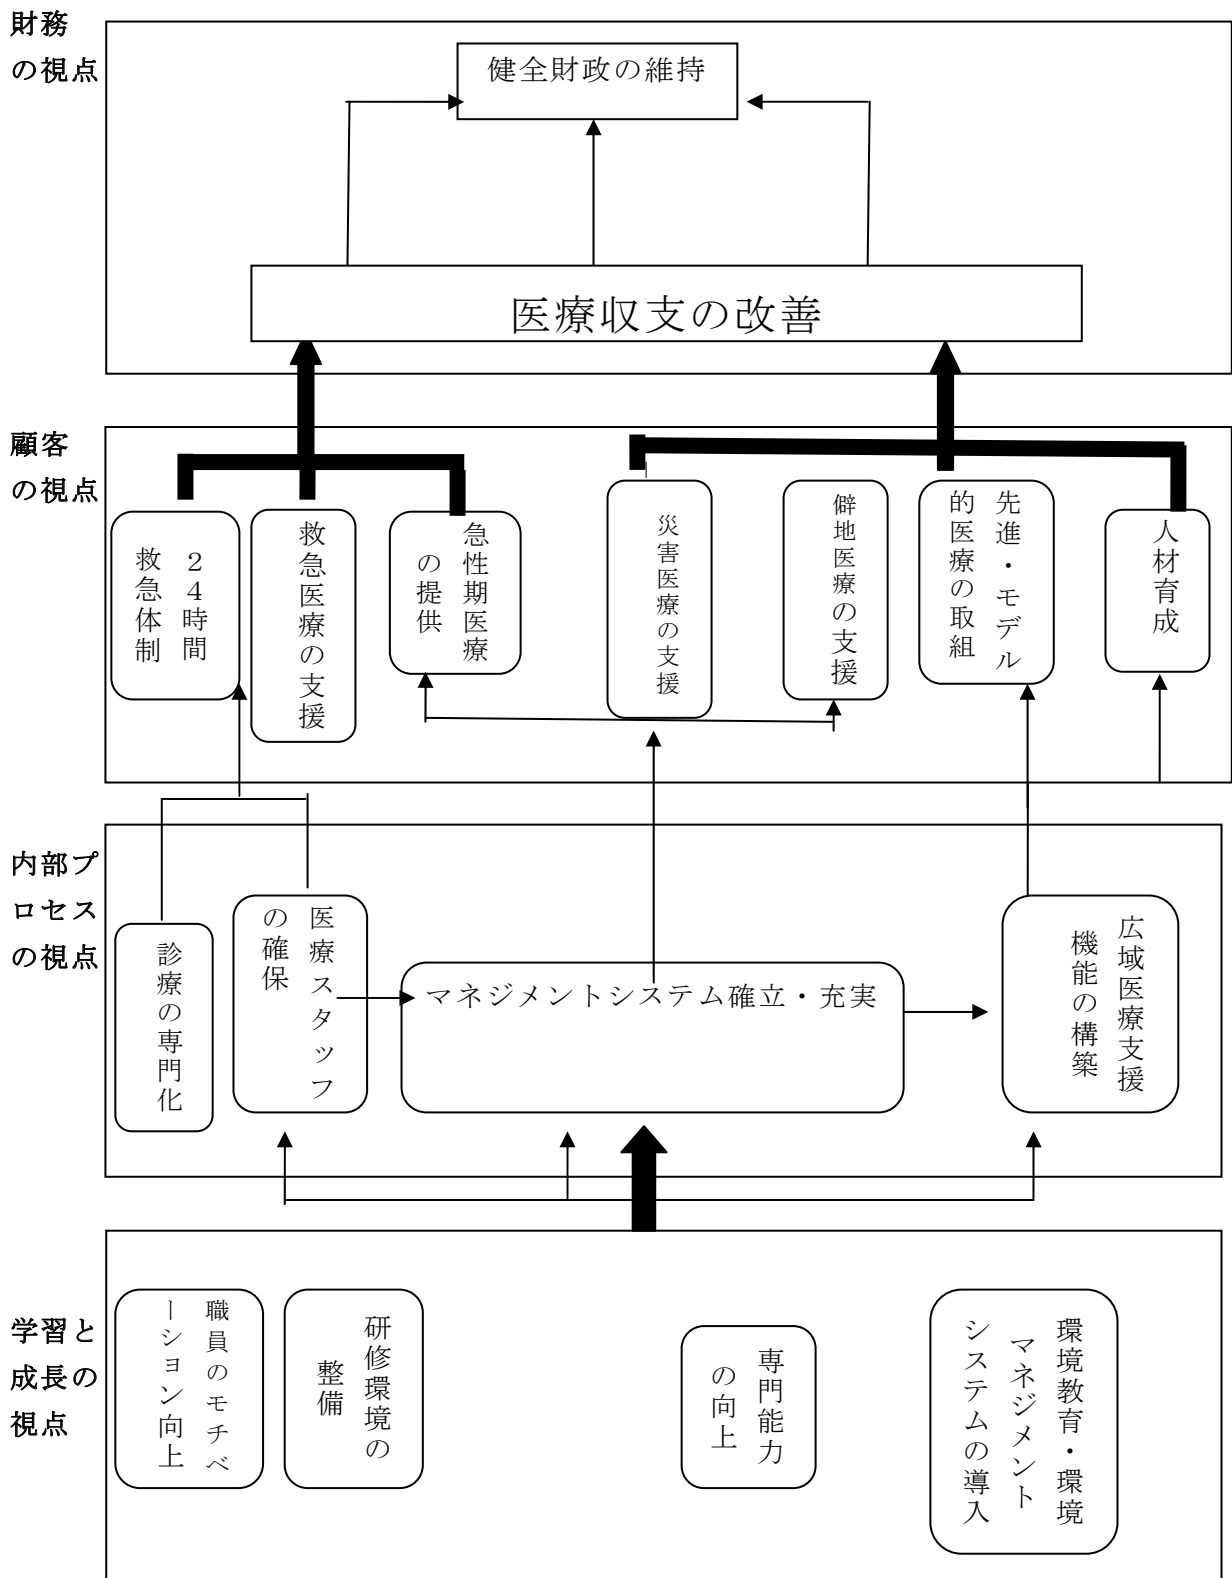 財務
の視点
健全財政の維持
医療収支の改善
顧客
の視点
２４時間
救急体制
救急医療の支援
急性期医療
の提供
災害医療の支援
僻地医療の支援
先進・モデル
的医療の取組
人材育成
内部プ
ロセス
の視点
診療の専門化
医療スタッフ
の確保
マネジメントシステム確立・充実
広域医療支援
機能の構築
学習と
成長の
視点
職員のモチベ
ーション向上
研修環境の
整備
専門能力
の向上
環境教育・環境
マネジメント
システムの導入